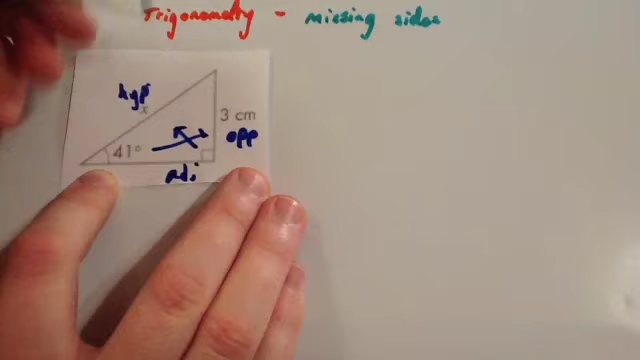 Trigonometry - missing sides
hyp
x
3 cm
opp
41°
adj